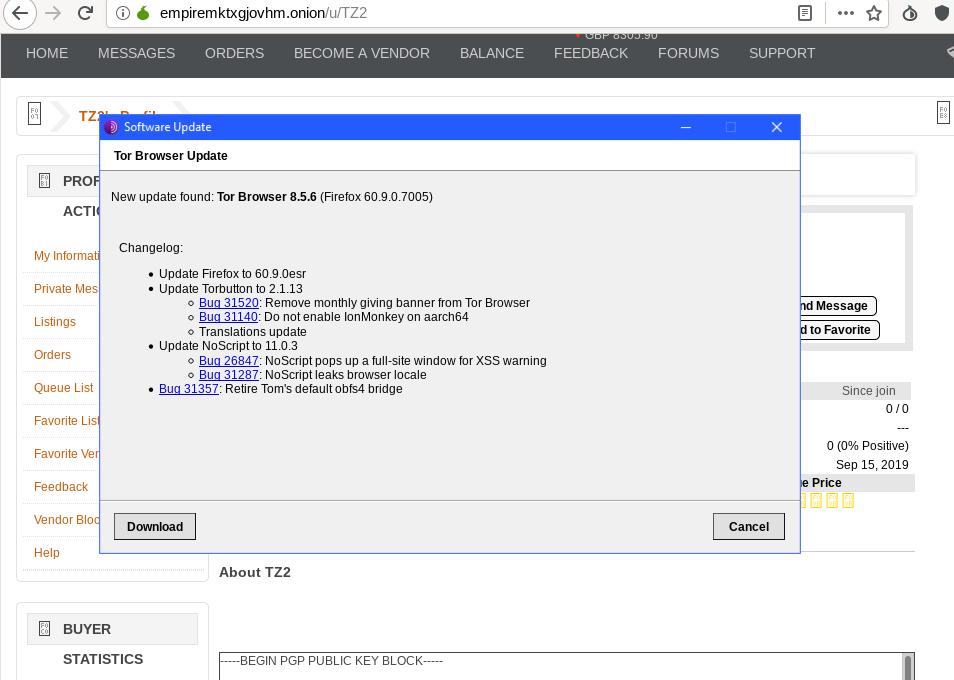 empiremktxgjovhm.onion/u/TZ2
GBP 8305.90
HOME MESSAGES ORDERS BECOME A VENDOR BALANCE FEEDBACK FORUMS SUPPORT
TZ2's Profil
Software Update
Tor Browser Update
New update found: Tor Browser 8.5.6 (Firefox 60.9.0.7005)
Changelog:
Update Firefox to 60.9.0esr
Update Torbutton to 2.1.13
Bug 31520: Remove monthly giving banner from Tor Browser
Bug 31140: Do not enable IonMonkey on aarch64
Translations update
Update NoScript to 11.0.3
Bug 26847: NoScript pops up a full-site window for XSS warning
Bug 31287: NoScript leaks browser locale
Bug 31357: Retire Tom's default obfs4 bridge
Download Cancel
PROF
ACTIO
My Informati
Private Mes
Listings
Orders
Queue List
Favorite List
Favorite Ver
Feedback
Vendor Bloc
Help
nd Message
d to Favorite
Since join
0 / 0
---
0 (0% Positive)
Sep 15, 2019
ue Price
About TZ2
BUYER
STATISTICS
-----BEGIN PGP PUBLIC KEY BLOCK-----